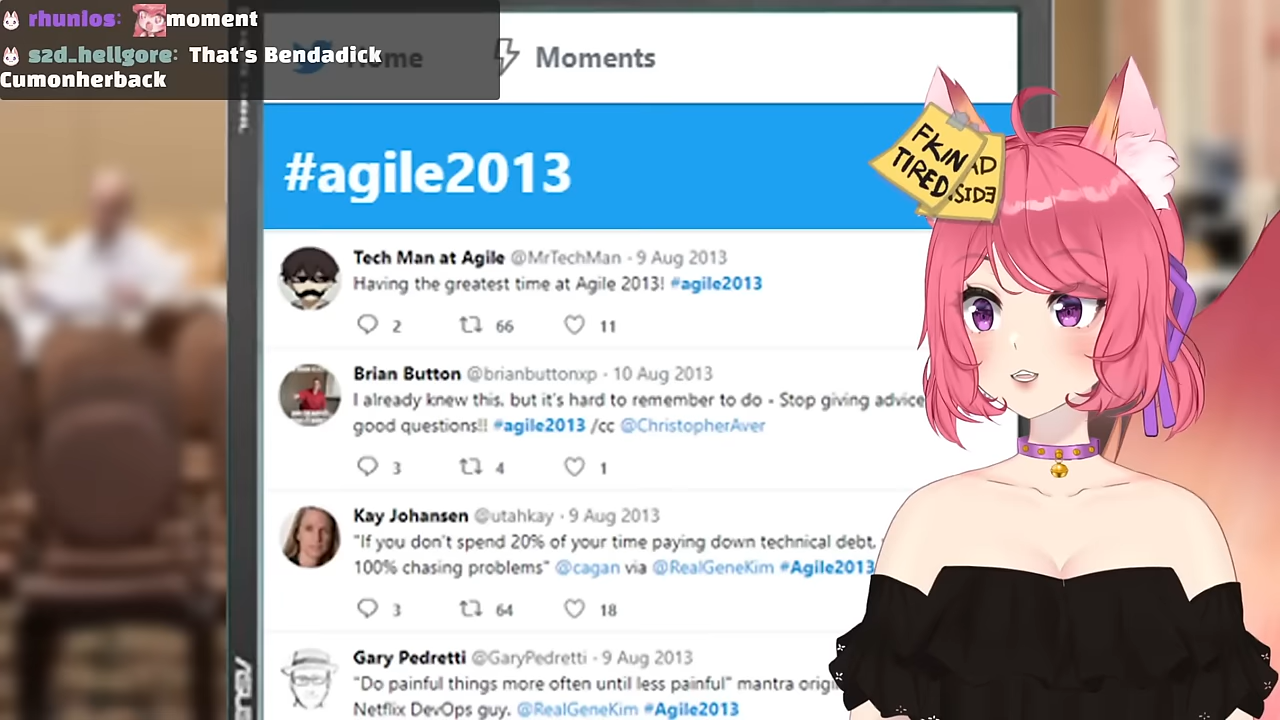 rhunlos: moment
s2d_hellgore: That's Bendadick
Cumonherback
Home
Moments
#agile2013
FKIN
TIRED
AD
SIDE
Tech Man at Agile @MrTechMan · 9 Aug 2013
Having the greatest time at Agile 2013! #agile2013
2 66 11
Brian Button @brianbuttonxp · 10 Aug 2013
I already knew this, but it's hard to remember to do - Stop giving advice
good questions!! #agile2013 /cc @ChristopherAver
3 4 1
Kay Johansen @utahkay · 9 Aug 2013
"If you don't spend 20% of your time paying down technical debt,
100% chasing problems" @cagan via @RealGeneKim #Agile2013
3 64 18
Gary Pedretti @GaryPedretti · 9 Aug 2013
"Do painful things more often until less painful" mantra origi
Netflix DevOps guy. @RealGeneKim #Agile2013